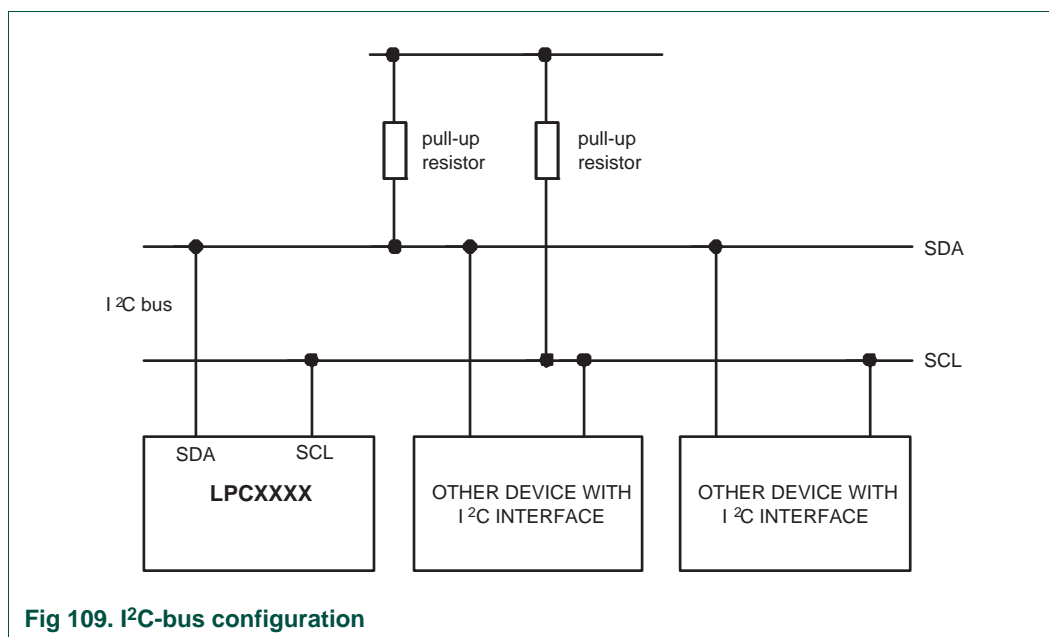 pull-up
resistor
pull-up
resistor
SDA
I ²C bus
SCL
SDA
SCL
LPCXXXX
OTHER DEVICE WITH
I ²C INTERFACE
OTHER DEVICE WITH
I ²C INTERFACE
Fig 109. I²C-bus configuration